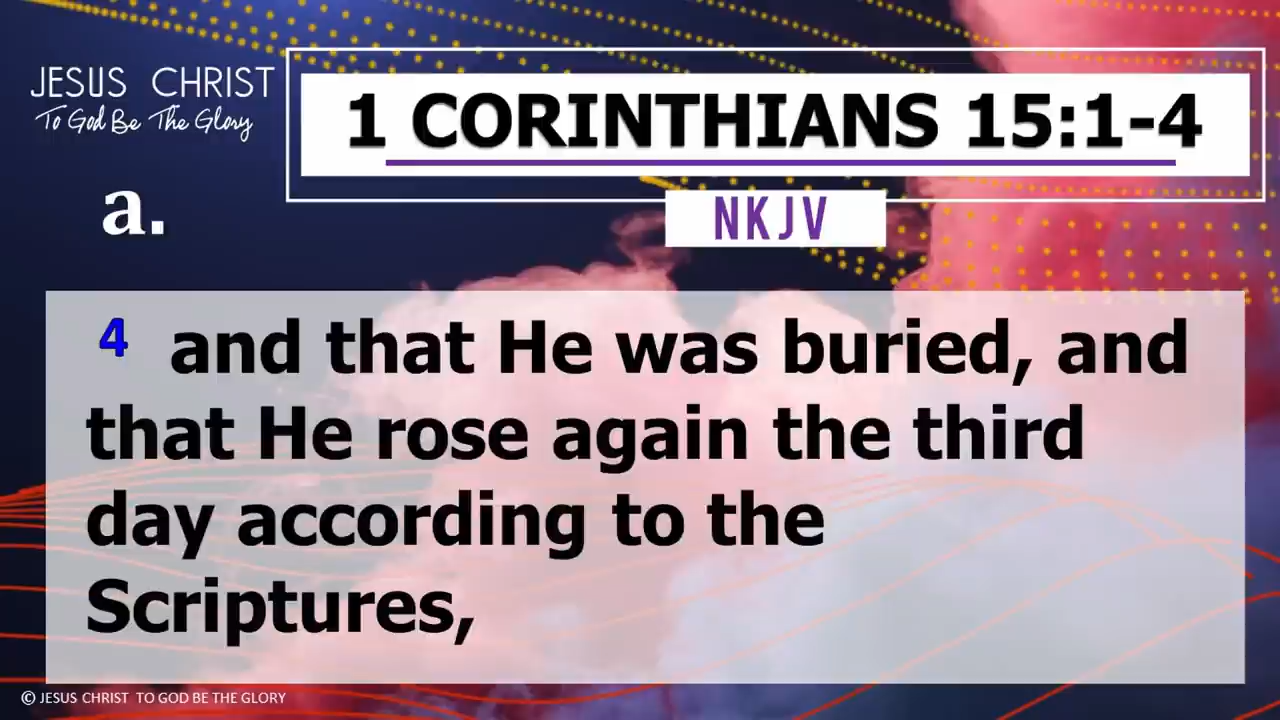 JESUS CHRIST
To God Be The Glory
1 CORINTHIANS 15:1-4
NKJV
a.
4 and that He was buried, and
that He rose again the third
day according to the
Scriptures,
© JESUS CHRIST TO GOD BE THE GLORY